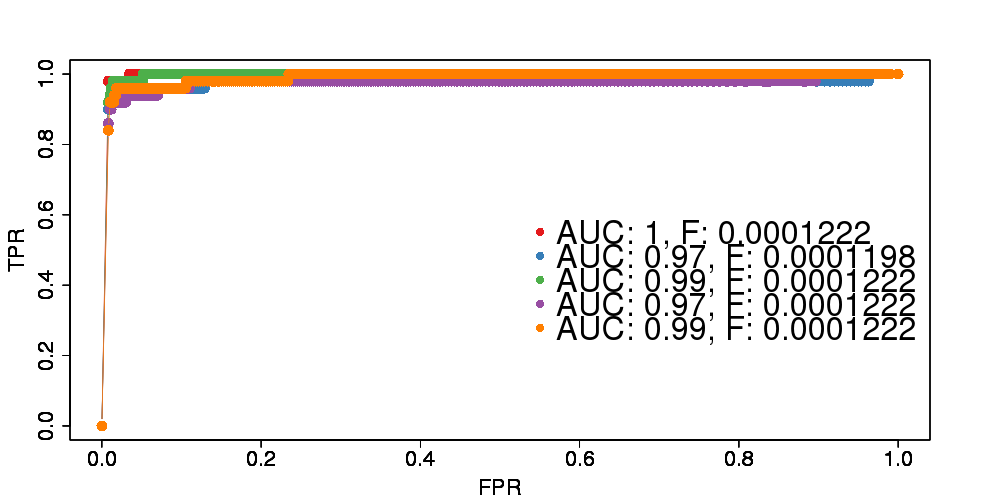 1.0
0.8
0.6
0.4
0.2
0.0
TPR
AUC: 1, F: 0.0001222
AUC: 0.97, F: 0.0001198
AUC: 0.99, F: 0.0001222
AUC: 0.97, F: 0.0001222
AUC: 0.99, F: 0.0001222
0.0 0.2 0.4 0.6 0.8 1.0
FPR